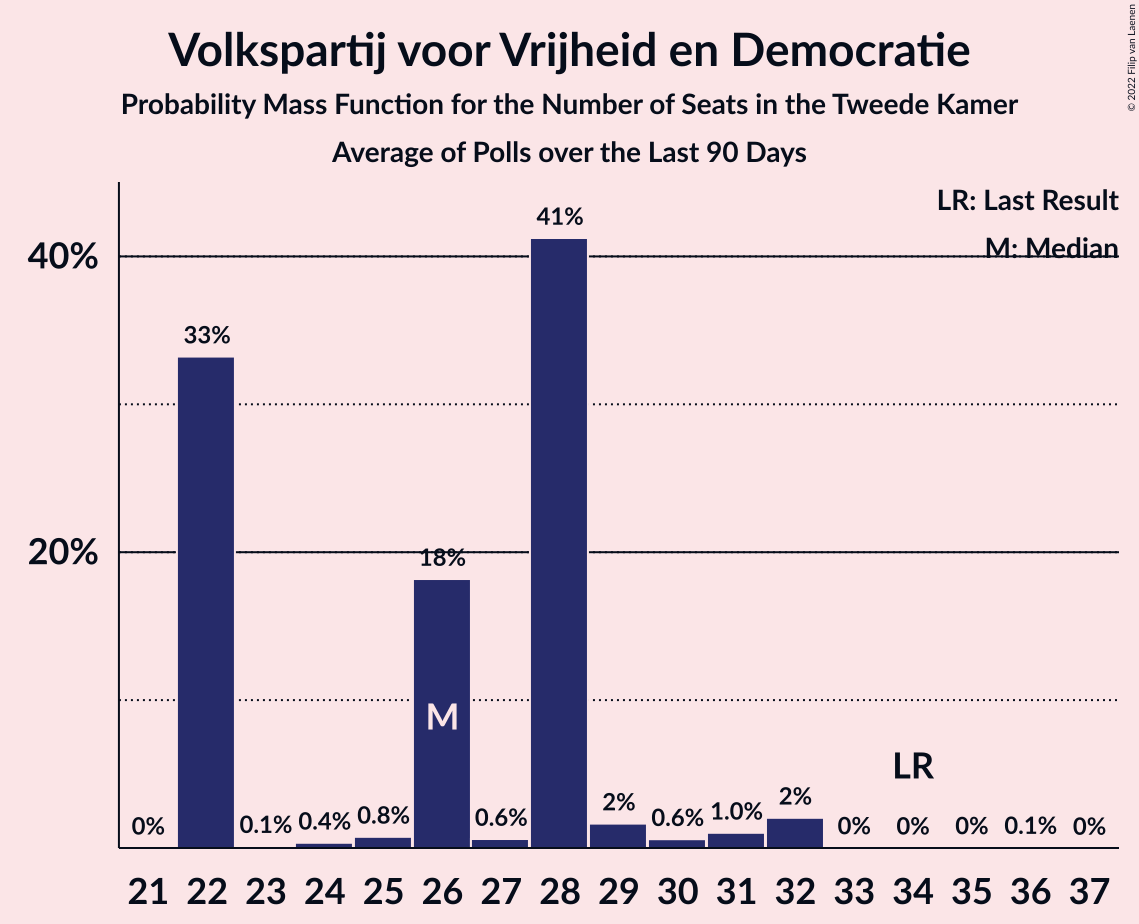 Volkspartij voor Vrijheid en Democratie
Probability Mass Function for the Number of Seats in the Tweede Kamer
Average of Polls over the Last 90 Days
© 2022 Filip van Laenen
LR: Last Result
M: Median
40%
20%
0%
33%
0.1%
0.4%
0.8%
18%
0.6%
41%
2%
0.6%
1.0%
2%
0%
0%
0%
0.1%
0%
M
LR
21 22 23 24 25 26 27 28 29 30 31 32 33 34 35 36 37